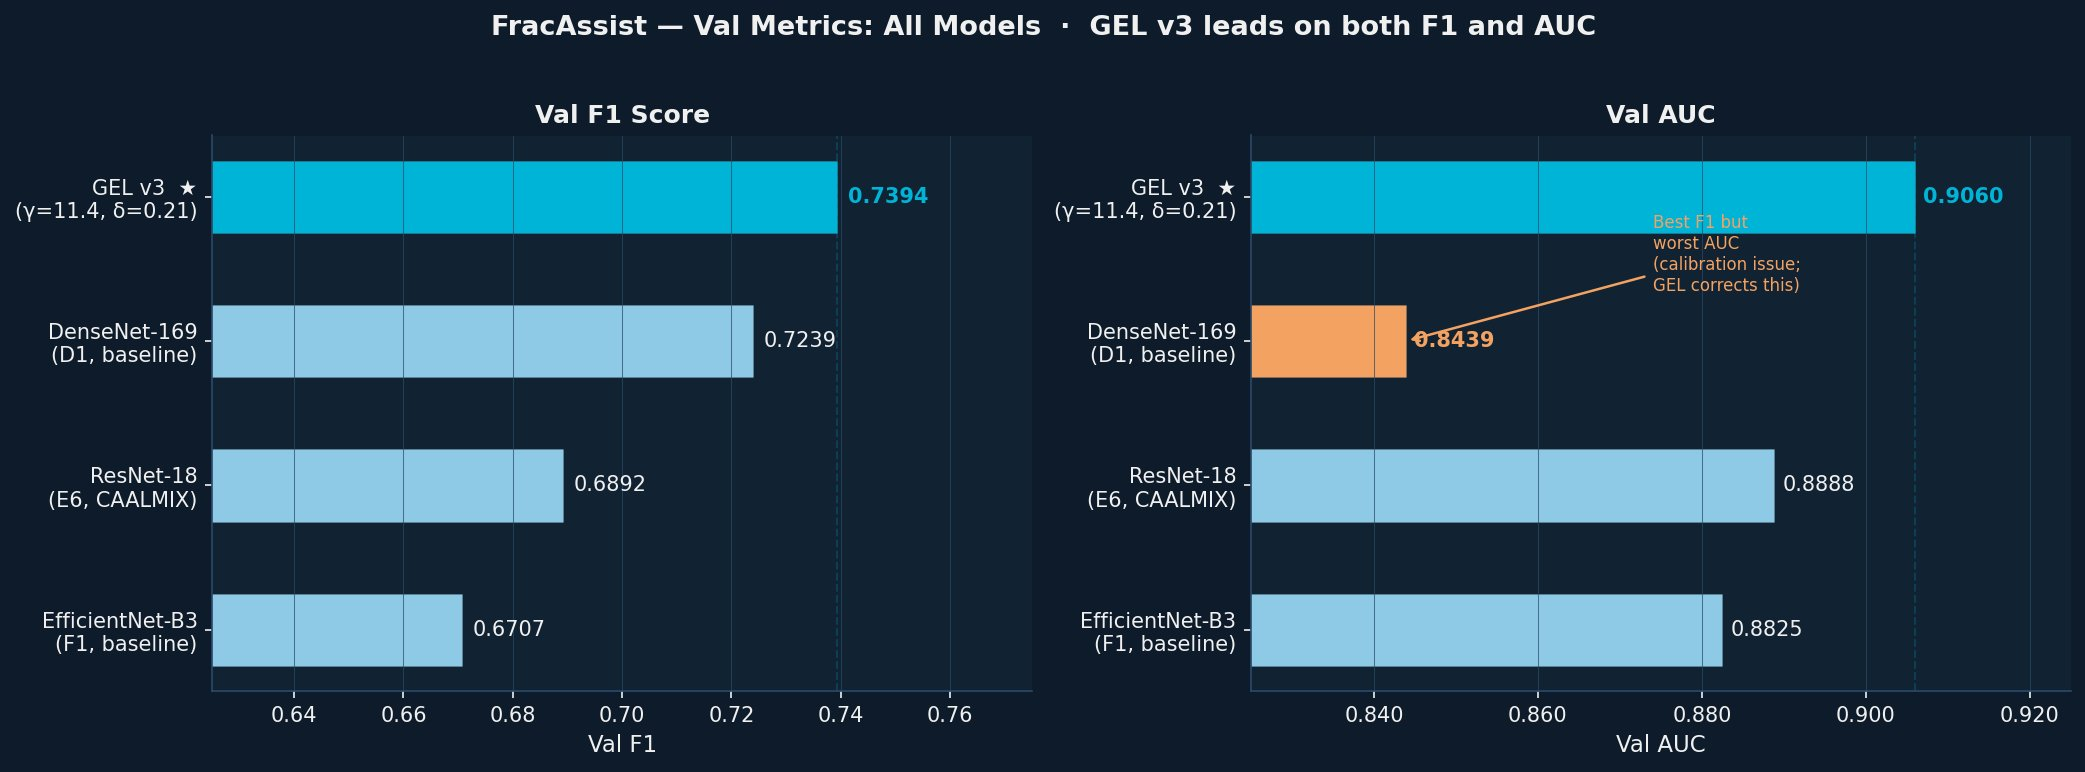 FracAssist — Val Metrics: All Models · GEL v3 leads on both F1 and AUC
Val F1 Score
GEL v3 ★
(γ=11.4, δ=0.21)
0.7394
DenseNet-169
(D1, baseline)
0.7239
ResNet-18
(E6, CAALMIX)
0.6892
EfficientNet-B3
(F1, baseline)
0.6707
0.64 0.66 0.68 0.70 0.72 0.74 0.76
Val F1
Val AUC
GEL v3 ★
(γ=11.4, δ=0.21)
0.9060
Best F1 but
worst AUC
(calibration issue;
GEL corrects this)
DenseNet-169
(D1, baseline)
0.8439
ResNet-18
(E6, CAALMIX)
0.8888
EfficientNet-B3
(F1, baseline)
0.8825
0.840 0.860 0.880 0.900 0.920
Val AUC